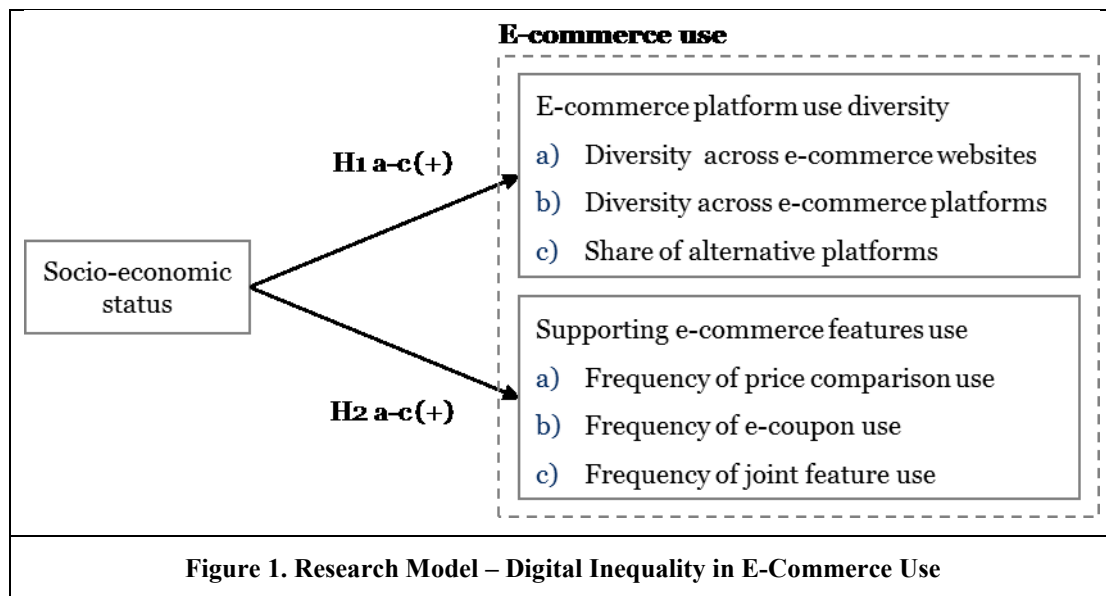 E-commerce use
E-commerce platform use diversity
a) Diversity across e-commerce websites
b) Diversity across e-commerce platforms
c) Share of alternative platforms
H1 a-c (+)
Socio-economic
status
H2 a-c (+)
Supporting e-commerce features use
a) Frequency of price comparison use
b) Frequency of e-coupon use
c) Frequency of joint feature use
Figure 1. Research Model – Digital Inequality in E-Commerce Use